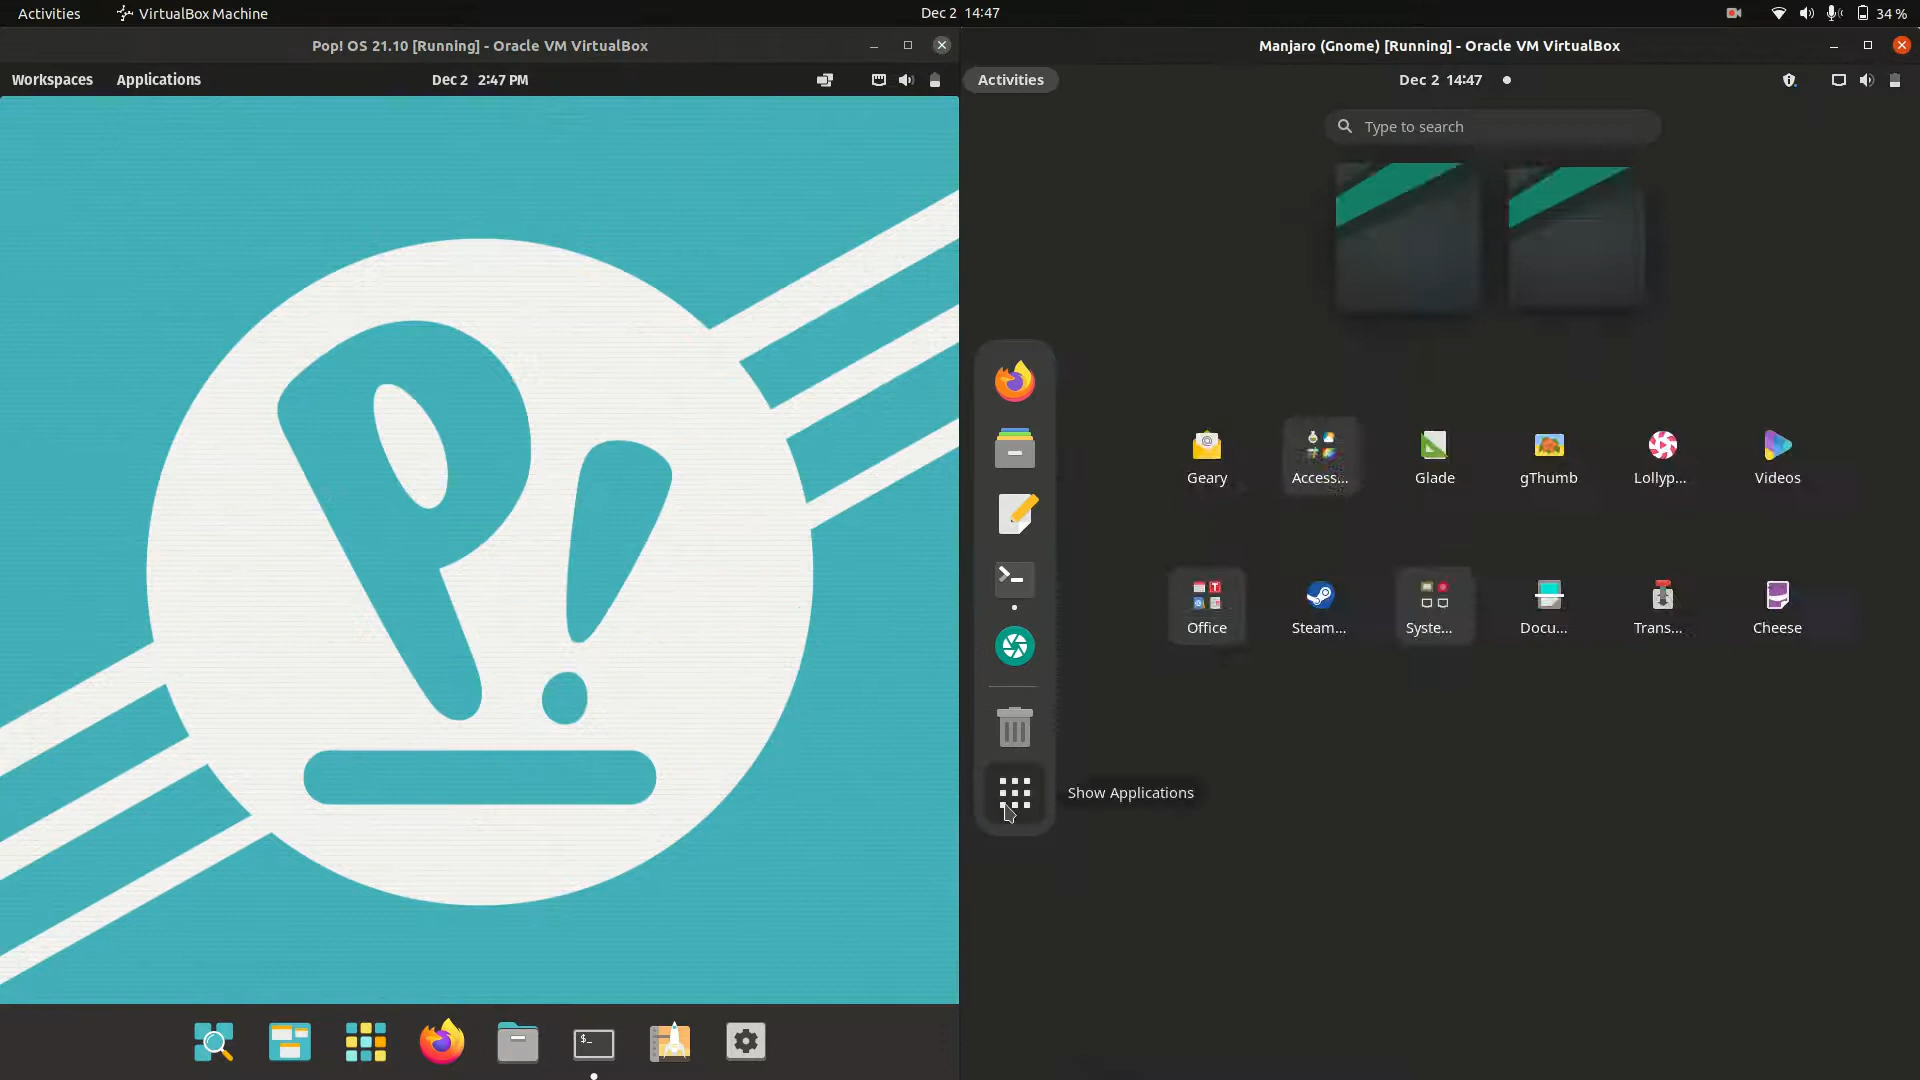 Activities VirtualBox Machine Dec 2 14:47 34 %
Pop! OS 21.10 [Running] - Oracle VM VirtualBox
Workspaces Applications Dec 2 2:47 PM
$_
Manjaro (Gnome) [Running] - Oracle VM VirtualBox
Activities Dec 2 14:47
Type to search
Geary Access... Glade gThumb Lollyp... Videos
Office Steam... Syste... Docu... Trans... Cheese
Show Applications